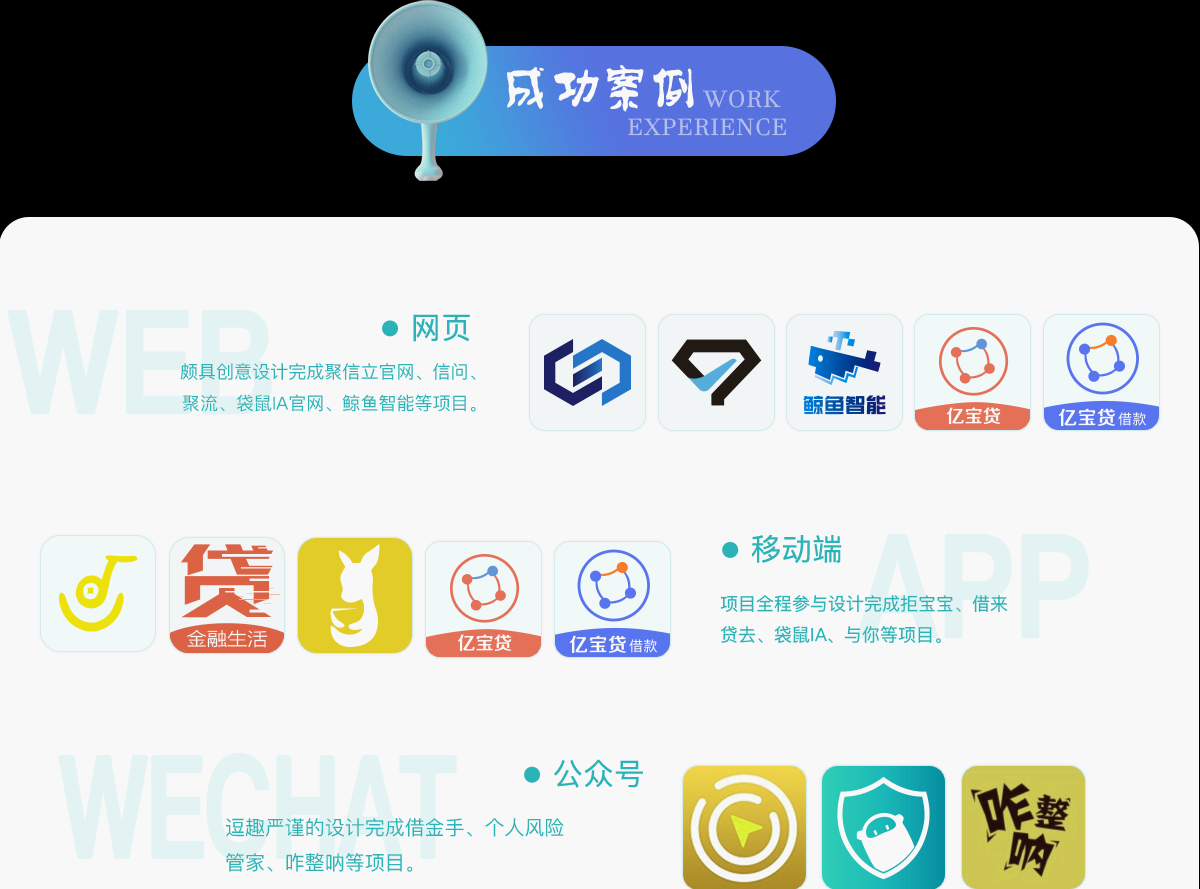 成功案例 WORK
EXPERIENCE
WEB
网页
颇具创意设计完成聚信立官网、信问、
聚流、袋鼠IA官网、鲸鱼智能等项目。
鲸鱼智能
亿宝贷
亿宝贷 借款
贷
金融生活
亿宝贷
亿宝贷 借款
APP
移动端
项目全程参与设计完成拒宝宝、借来
贷去、袋鼠IA、与你等项目。
WECHAT
公众号
逗趣严谨的设计完成借金手、个人风险
管家、咋整呐等项目。
咋整
呐